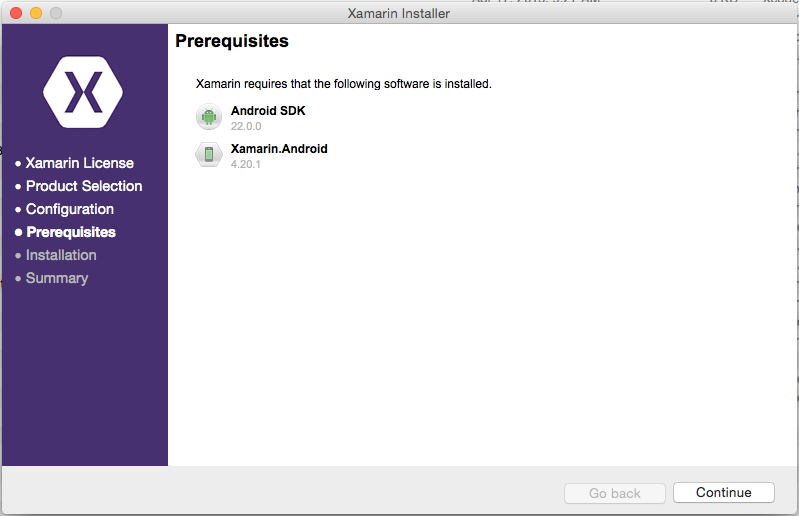 Xamarin Installer
Prerequisites
Xamarin requires that the following software is installed.
Android SDK
22.0.0
Xamarin.Android
4.20.1
• Xamarin License
• Product Selection
• Configuration
• Prerequisites
• Installation
• Summary
Go back
Continue